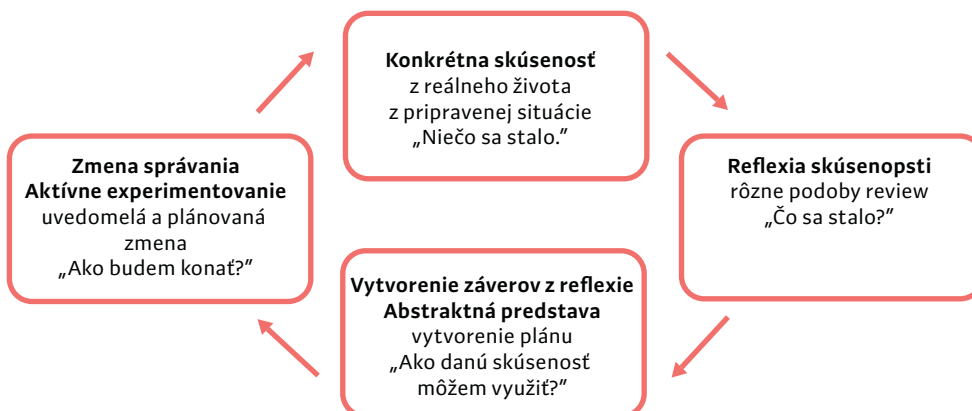 Konkrétna skúsenosť
z reálneho života
z pripravenej situácie
„Niečo sa stalo.”
Reflexia skúsenopsti
rôzne podoby review
„Čo sa stalo?”
Vytvorenie záverov z reflexie
Abstraktná predstava
vytvorenie plánu
„Ako danú skúsenosť
môžem využiť?”
Zmena správania
Aktívne experimentovanie
uvedomelá a plánovaná
zmena
„Ako budem konať?”